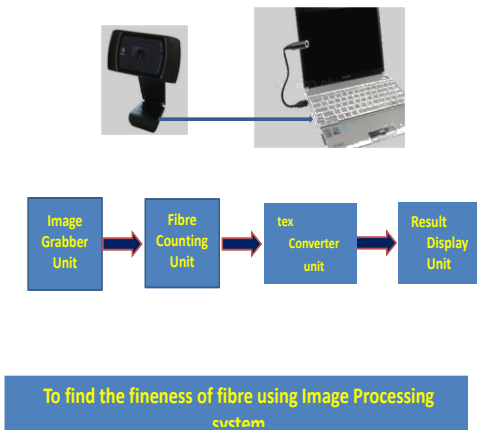 Image
Grabber
Unit
Fibre
Counting
Unit
tex
Converter
unit
Result
Display
Unit
To find the fineness of fibre using Image Processing
system